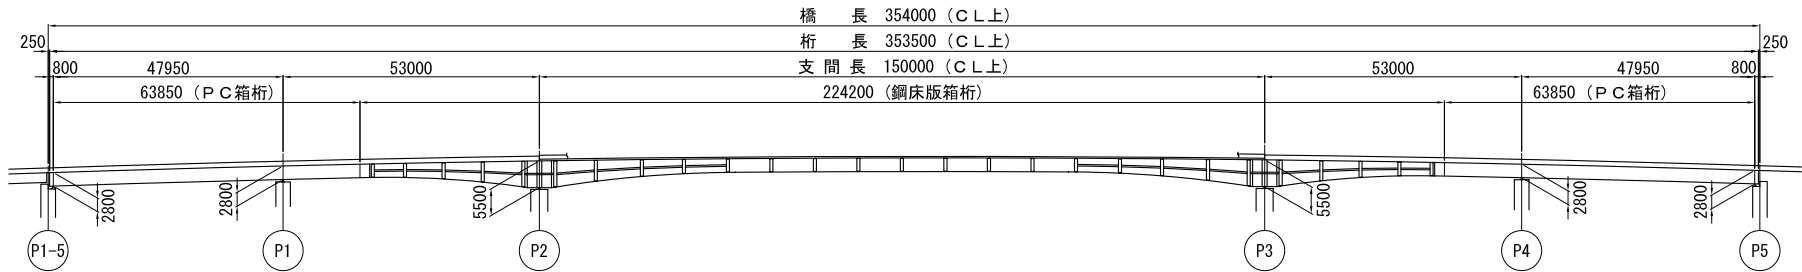 橋　長 354000（ＣＬ上）
250 桁　長 353500（ＣＬ上） 250
800 47950 53000 支間長 150000（ＣＬ上） 53000 47950 800
63850（ＰＣ箱桁） 224200（鋼床版箱桁） 63850（ＰＣ箱桁）
2800 2800 5500 5500 2800 2800
P1-5 P1 P2 P3 P4 P5